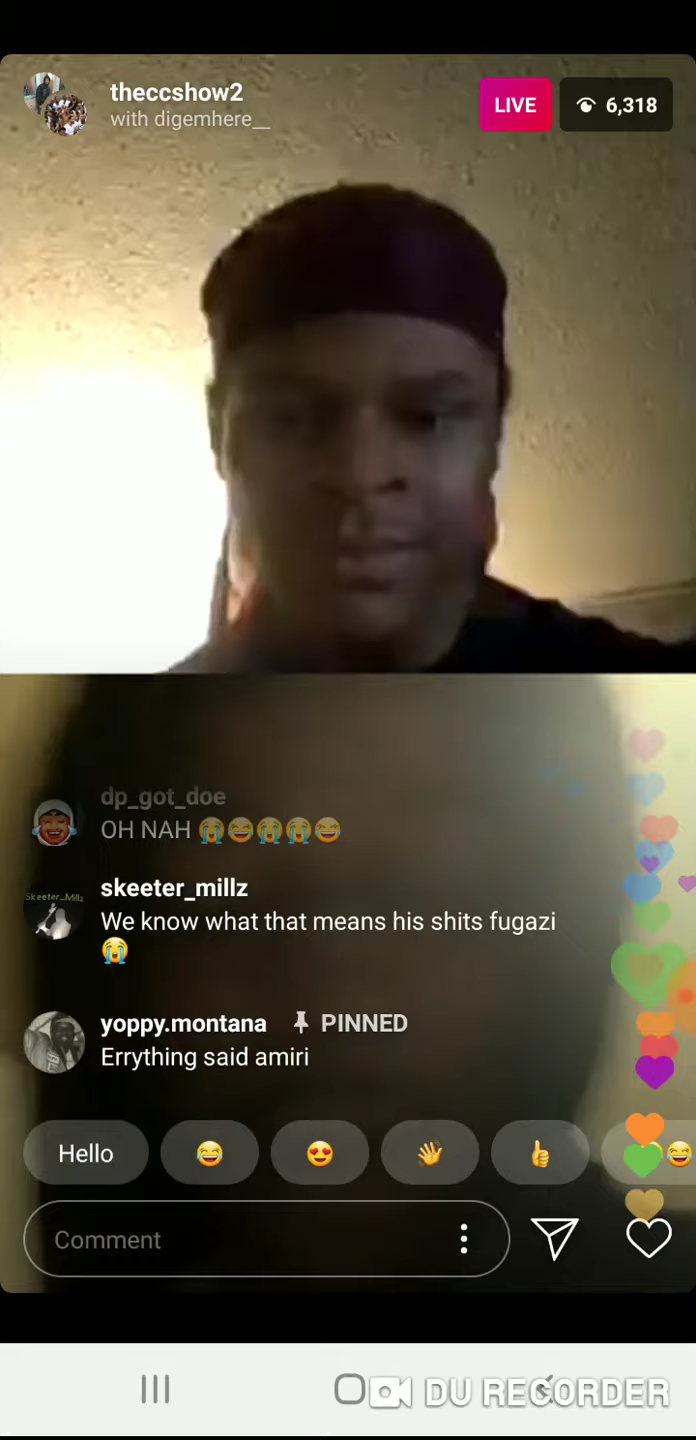 theccshow2
with digemhere__
LIVE
6,318
dp_got_doe
OH NAH 😭😂😭😭😂
Skeeter_Millz
skeeter_millz
We know what that means his shits fugazi
😭
yoppy.montana PINNED
Errything said amiri
Hello 😂 😍 👋 👍 😂
Comment
DU RECORDER